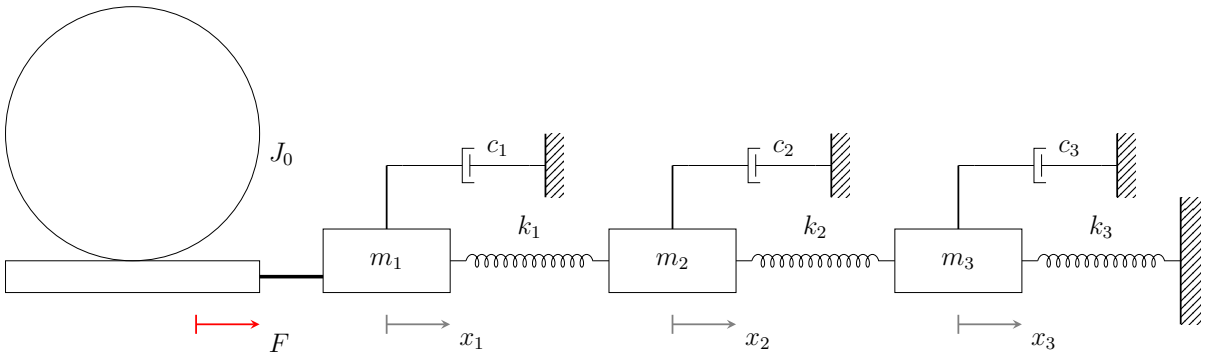 J₀
c₁
c₂
c₃
k₁
k₂
k₃
m₁
m₂
m₃
F
x₁
x₂
x₃